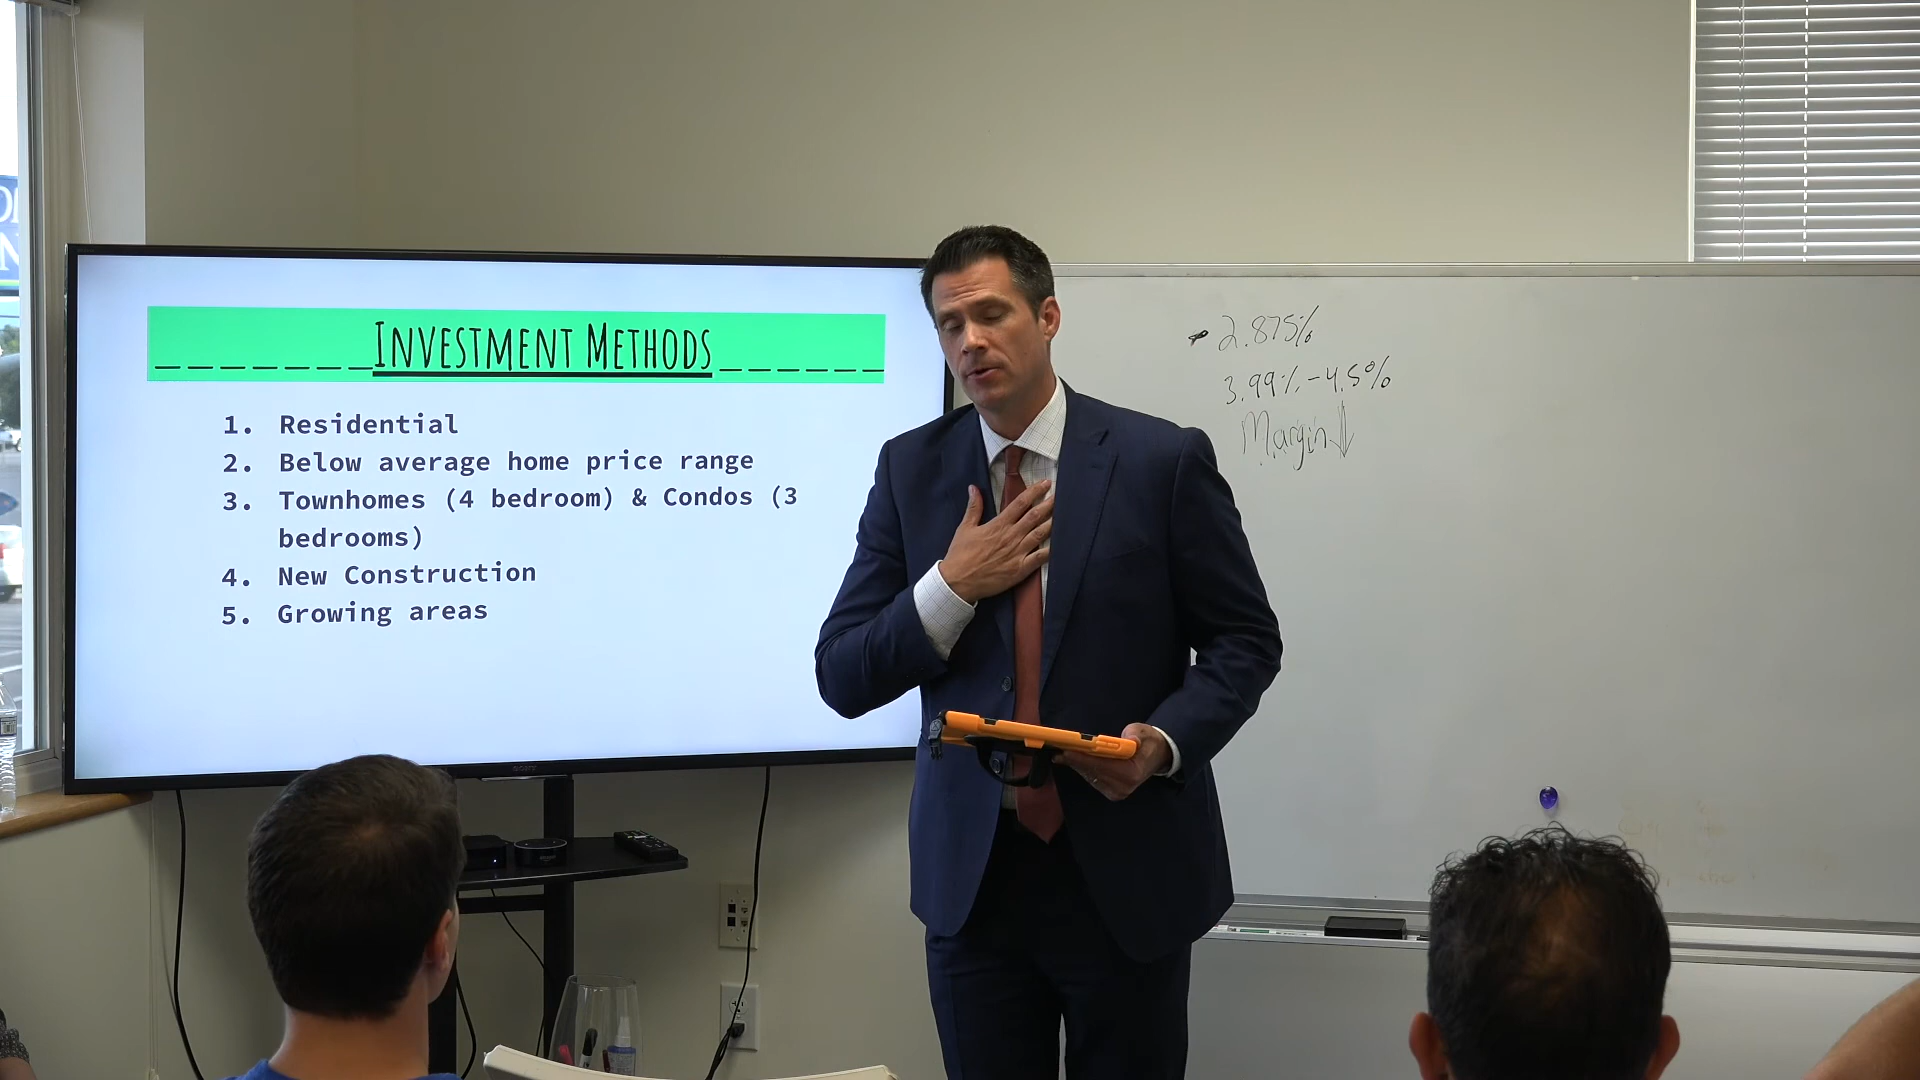 Investment Methods
1. Residential
2. Below average home price range
3. Townhomes (4 bedroom) & Condos (3
bedrooms)
4. New Construction
5. Growing areas
2.875%
3.99% - 4.5%
Margin ↓
SONY